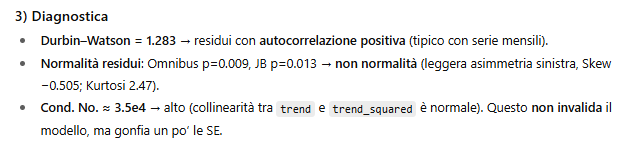 3) Diagnostica
• Durbin–Watson = 1.283 → residui con autocorrelazione positiva (tipico con serie mensili).
• Normalità residui: Omnibus p=0.009, JB p=0.013 → non normalità (leggera asimmetria sinistra, Skew
−0.505; Kurtosi 2.47).
• Cond. No. ≈ 3.5e4 → alto (collinearità tra trend e trend_squared è normale). Questo non invalida il
modello, ma gonfia un po’ le SE.